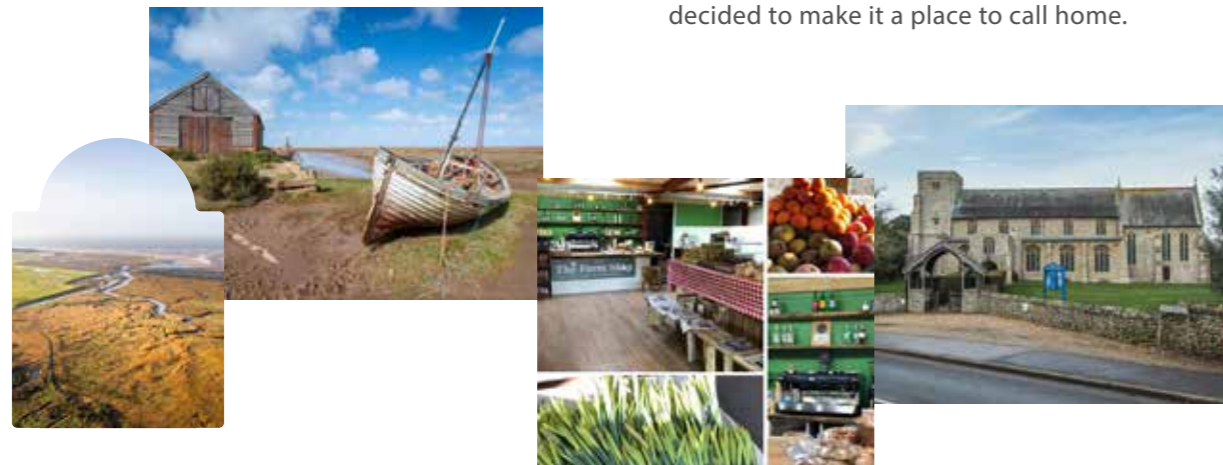 decided to make it a place to call home.
The Farm Shop